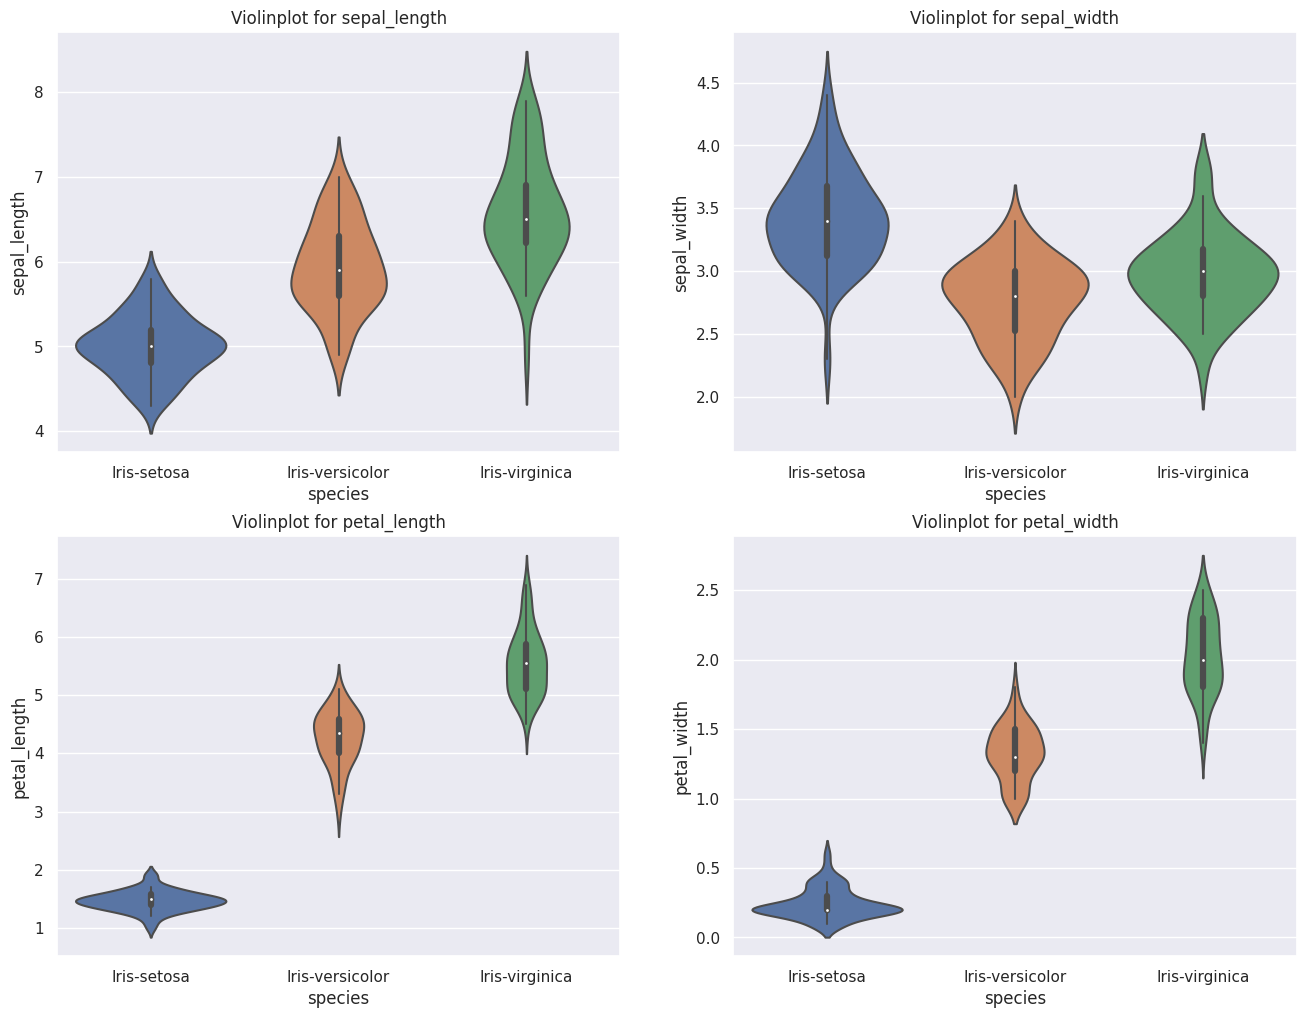 Violinplot for sepal_length
sepal_length
8
7
6
5
4
Iris-setosa Iris-versicolor Iris-virginica
species
Violinplot for sepal_width
sepal_width
4.5
4.0
3.5
3.0
2.5
2.0
Iris-setosa Iris-versicolor Iris-virginica
species
Violinplot for petal_length
petal_length
7
6
5
4
3
2
1
Iris-setosa Iris-versicolor Iris-virginica
species
Violinplot for petal_width
petal_width
2.5
2.0
1.5
1.0
0.5
0.0
Iris-setosa Iris-versicolor Iris-virginica
species